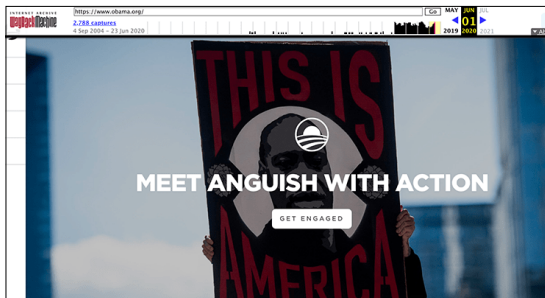 INTERNET ARCHIVE
WayBackMachine
https://www.obama.org/
Go
MAY JUN JUL
2,788 captures
01
4 Sep 2004 – 23 Jun 2020
2019 2020 2021
THIS IS
MEET ANGUISH WITH ACTION
GET ENGAGED
AMERICA